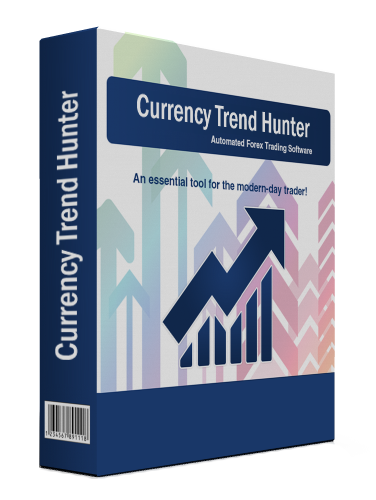 Currency Trend Hunter
Automated Forex Trading Software
An essential tool for the modern-day trader!
Currency Trend Hunter